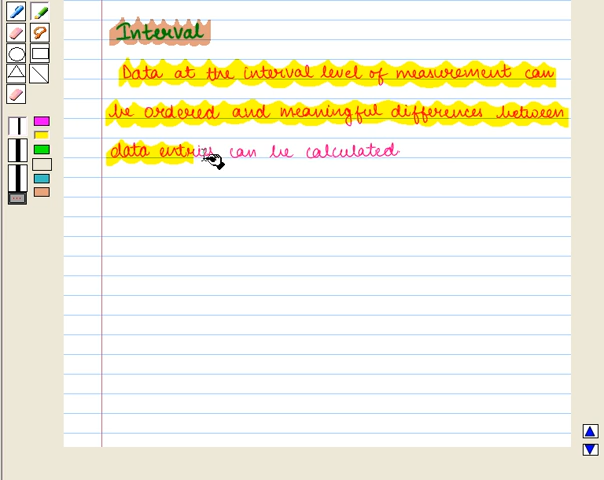 Interval
Data at the interval level of measurement can
be ordered and meaningful differences between
data entries can be calculated